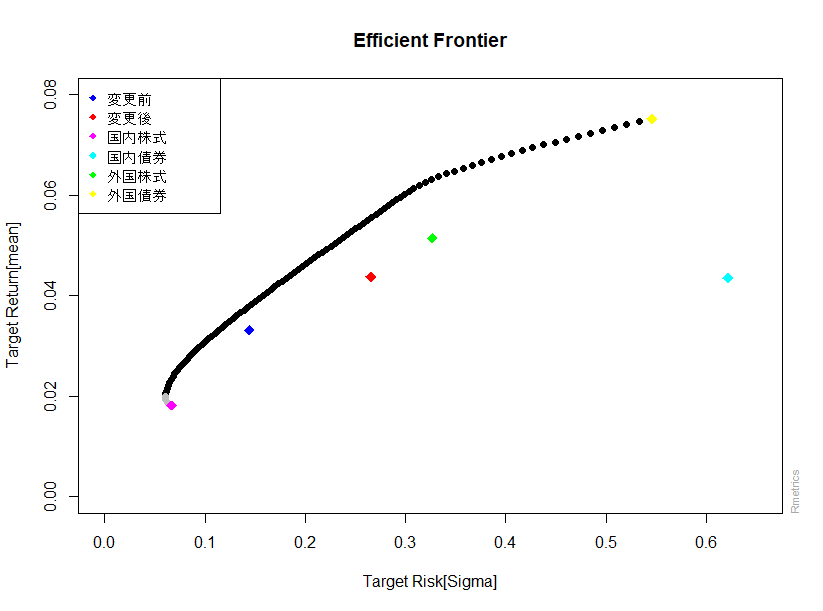 Efficient Frontier
変更前
変更後
国内株式
国内債券
外国株式
外国債券
0.08
0.06
0.04
0.02
0.00
Target Return[mean]
0.0 0.1 0.2 0.3 0.4 0.5 0.6
Target Risk[Sigma]
Rmetrics